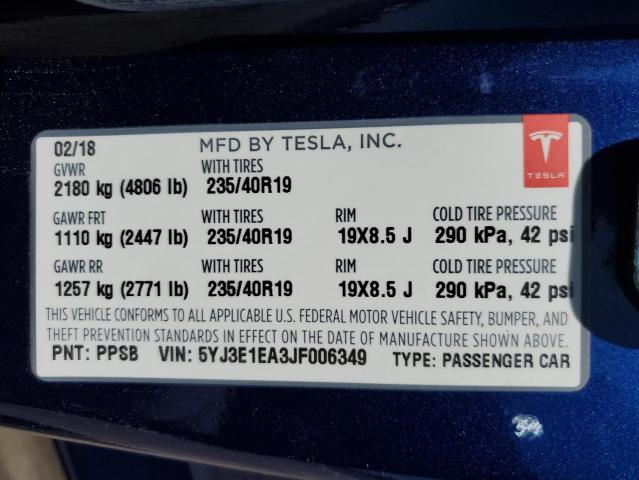 02/18 MFD BY TESLA, INC.
GVWR WITH TIRES
2180 kg (4806 lb) 235/40R19
TESLA
GAWR FRT WITH TIRES RIM COLD TIRE PRESSURE
1110 kg (2447 lb) 235/40R19 19X8.5 J 290 kPa, 42 psi
GAWR RR WITH TIRES RIM COLD TIRE PRESSURE
1257 kg (2771 lb) 235/40R19 19X8.5 J 290 kPa, 42 psi
THIS VEHICLE CONFORMS TO ALL APPLICABLE U.S. FEDERAL MOTOR VEHICLE SAFETY, BUMPER, AND
THEFT PREVENTION STANDARDS IN EFFECT ON THE DATE OF MANUFACTURE SHOWN ABOVE.
PNT: PPSB VIN: 5YJ3E1EA3JF006349 TYPE: PASSENGER CAR